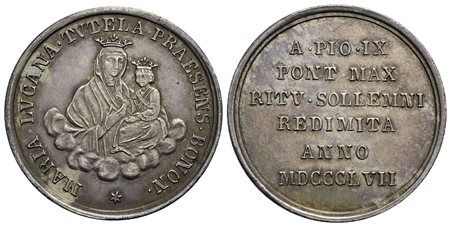 MARIA · LVCANA · TVTELA · PRAESENS · BONON ·
A · PIO · IX
PONT MAX
RITV · SOLLEMNI
REDIMITA
ANNO
MDCCCLVII